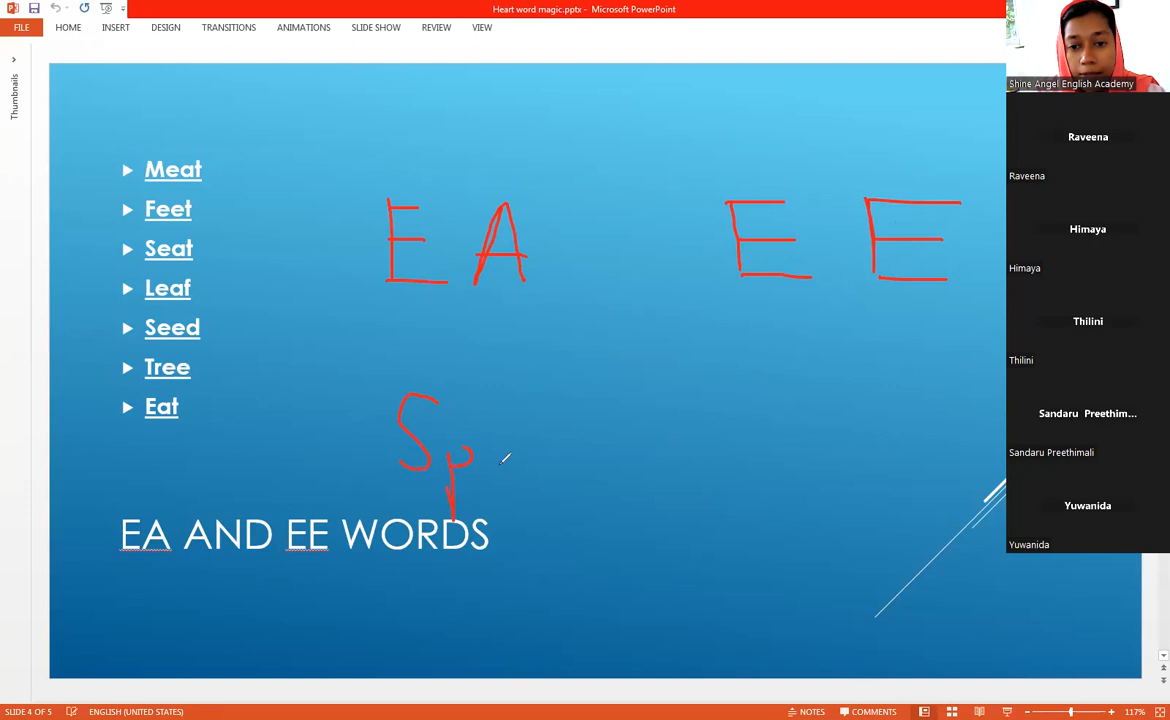 Heart word magic.pptx - Microsoft PowerPoint
FILE HOME INSERT DESIGN TRANSITIONS ANIMATIONS SLIDE SHOW REVIEW VIEW
Thumbnails
Meat
Feet
Seat
Leaf
Seed
Tree
Eat
EA EE
Sp
EA AND EE WORDS
Shine Angel English Academy
Raveena
Raveena
Himaya
Himaya
Thilini
Thilini
Sandaru Preethim...
Sandaru Preethimali
Yuwanida
Yuwanida
SLIDE 4 OF 5 ENGLISH (UNITED STATES) NOTES COMMENTS 117%